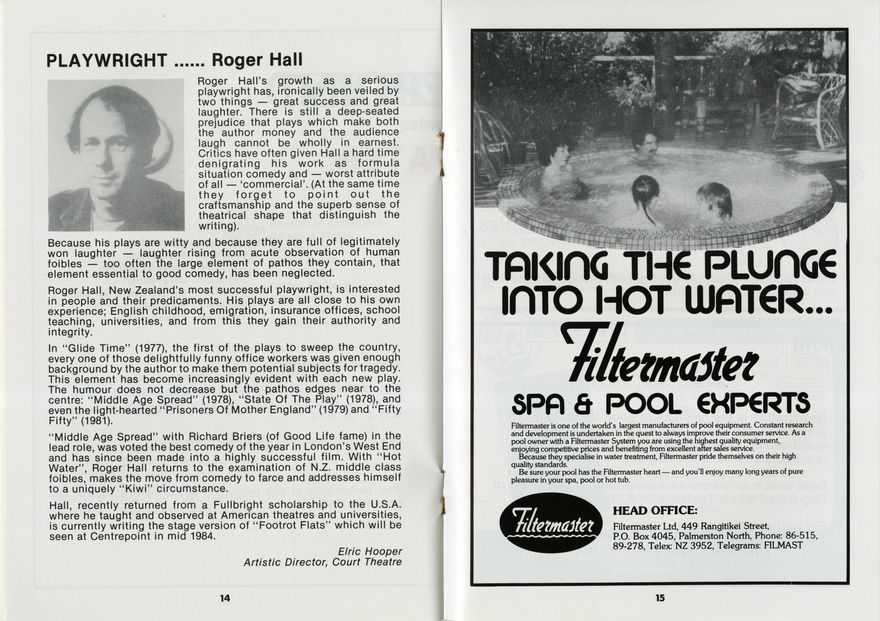 PLAYWRIGHT ...... Roger Hall
Roger Hall's growth as a serious
playwright has, ironically been veiled by
two things — great success and great
laughter. There is still a deep-seated
prejudice that plays which make both
the author money and the audience
laugh cannot be wholly in earnest.
Critics have often given Hall a hard time
denigrating his work as formula
situation comedy and — worst attribute
of all — 'commercial'. (At the same time
they forget to point out the
craftsmanship and the superb sense of
theatrical shape that distinguish the
writing).
Because his plays are witty and because they are full of legitimately
won laughter — laughter rising from acute observation of human
foibles — too often the large element of pathos they contain, that
element essential to good comedy, has been neglected.
Roger Hall, New Zealand's most successful playwright, is interested
in people and their predicaments. His plays are all close to his own
experience; English childhood, emigration, insurance offices, school
teaching, universities, and from this they gain their authority and
integrity.
In "Glide Time" (1977), the first of the plays to sweep the country,
every one of those delightfully funny office workers was given enough
background by the author to make them potential subjects for tragedy.
This element has become increasingly evident with each new play.
The humour does not decrease but the pathos edges near to the
centre: "Middle Age Spread" (1978), "State Of The Play" (1978), and
even the light-hearted "Prisoners Of Mother England" (1979) and "Fifty
Fifty" (1981).
"Middle Age Spread" with Richard Briers (of Good Life fame) in the
lead role, was voted the best comedy of the year in London's West End
and has since been made into a highly successful film. With "Hot
Water", Roger Hall returns to the examination of N.Z. middle class
foibles, makes the move from comedy to farce and addresses himself
to a uniquely "Kiwi" circumstance.
Hall, recently returned from a Fullbright scholarship to the U.S.A.
where he taught and observed at American theatres and universities,
is currently writing the stage version of "Footrot Flats" which will be
seen at Centrepoint in mid 1984.
Elric Hooper
Artistic Director, Court Theatre
14
TAKING THE PLUNGE
INTO HOT WATER...
Filtermaster
SPA & POOL EXPERTS
Filtermaster is one of the world's largest manufacturers of pool equipment. Constant research
and development is undertaken in the quest to always improve their consumer service. As a
pool owner with a Filtermaster System you are using the highest quality equipment,
enjoying competitive prices and benefiting from excellent after sales service.
Because they specialise in water treatment, Filtermaster pride themselves on their high
quality standards.
Be sure your pool has the Filtermaster heart — and you'll enjoy many long years of pure
pleasure in your spa, pool or hot tub.
Filtermaster
HEAD OFFICE:
Filtermaster Ltd, 449 Rangitikei Street,
P.O. Box 4045, Palmerston North, Phone: 86-515,
89-278, Telex: NZ 3952, Telegrams: FILMAST
15